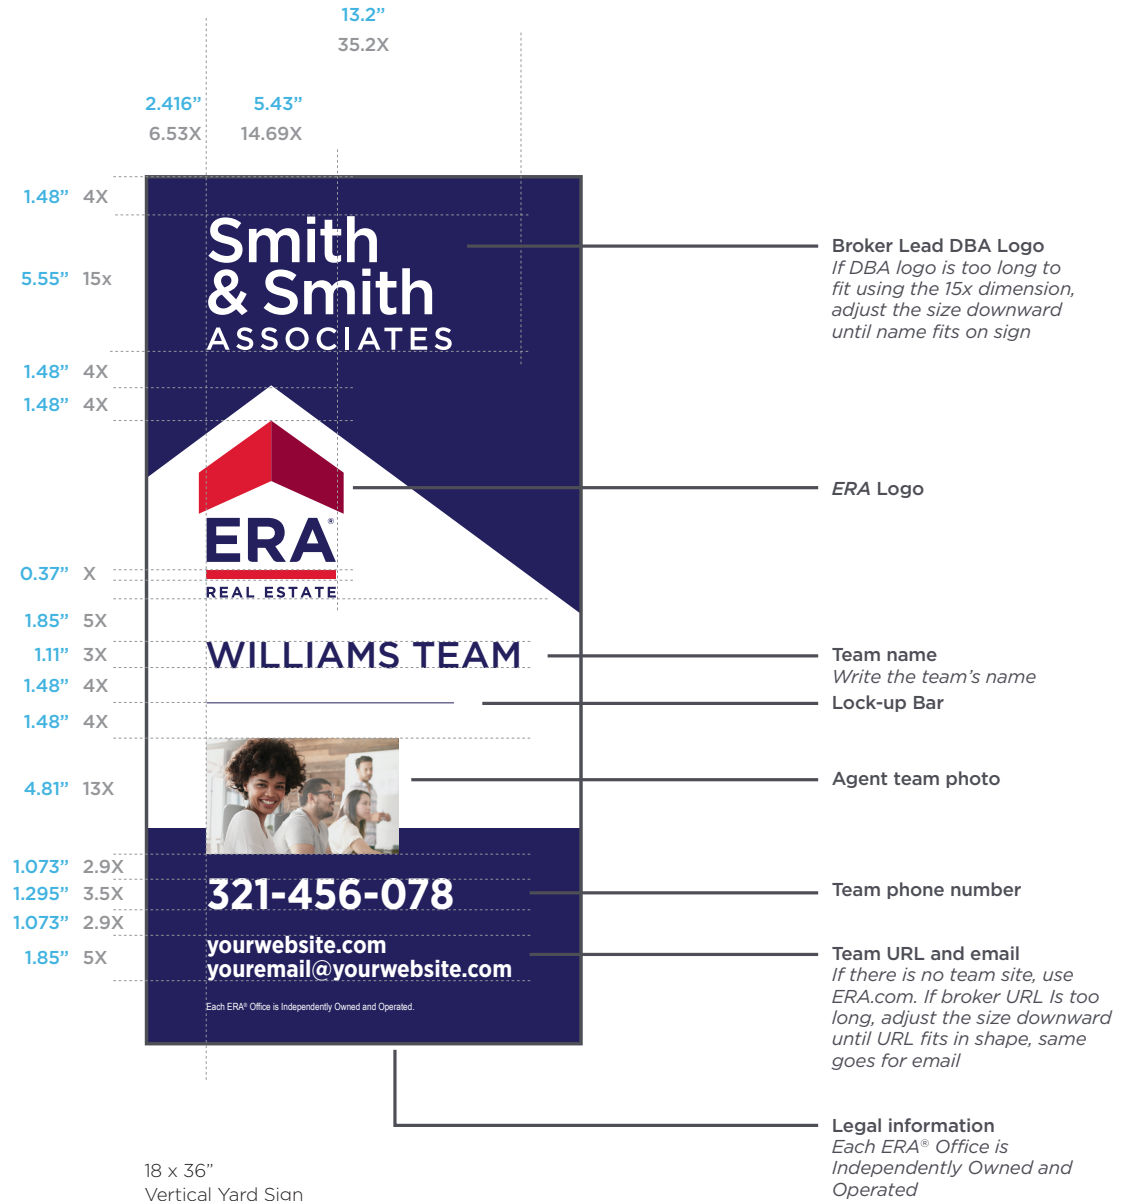 13.2”
35.2X
2.416” 5.43”
6.53X 14.69X
1.48” 4X
Smith
& Smith
ASSOCIATES
5.55” 15x
Broker Lead DBA Logo
If DBA logo is too long to
fit using the 15x dimension,
adjust the size downward
until name fits on sign
1.48” 4X
1.48” 4X
ERA Logo
ERA®
0.37” X
REAL ESTATE
1.85” 5X
1.11” 3X
WILLIAMS TEAM
Team name
Write the team’s name
1.48” 4X
Lock-up Bar
1.48” 4X
4.81” 13X
Agent team photo
1.073” 2.9X
1.295” 3.5X
321-456-078
Team phone number
1.073” 2.9X
1.85” 5X
yourwebsite.com
youremail@yourwebsite.com
Team URL and email
If there is no team site, use
ERA.com. If broker URL Is too
long, adjust the size downward
until URL fits in shape, same
goes for email
Each ERA® Office is Independently Owned and Operated.
Legal information
Each ERA® Office is
Independently Owned and
Operated
18 x 36”
Vertical Yard Sign